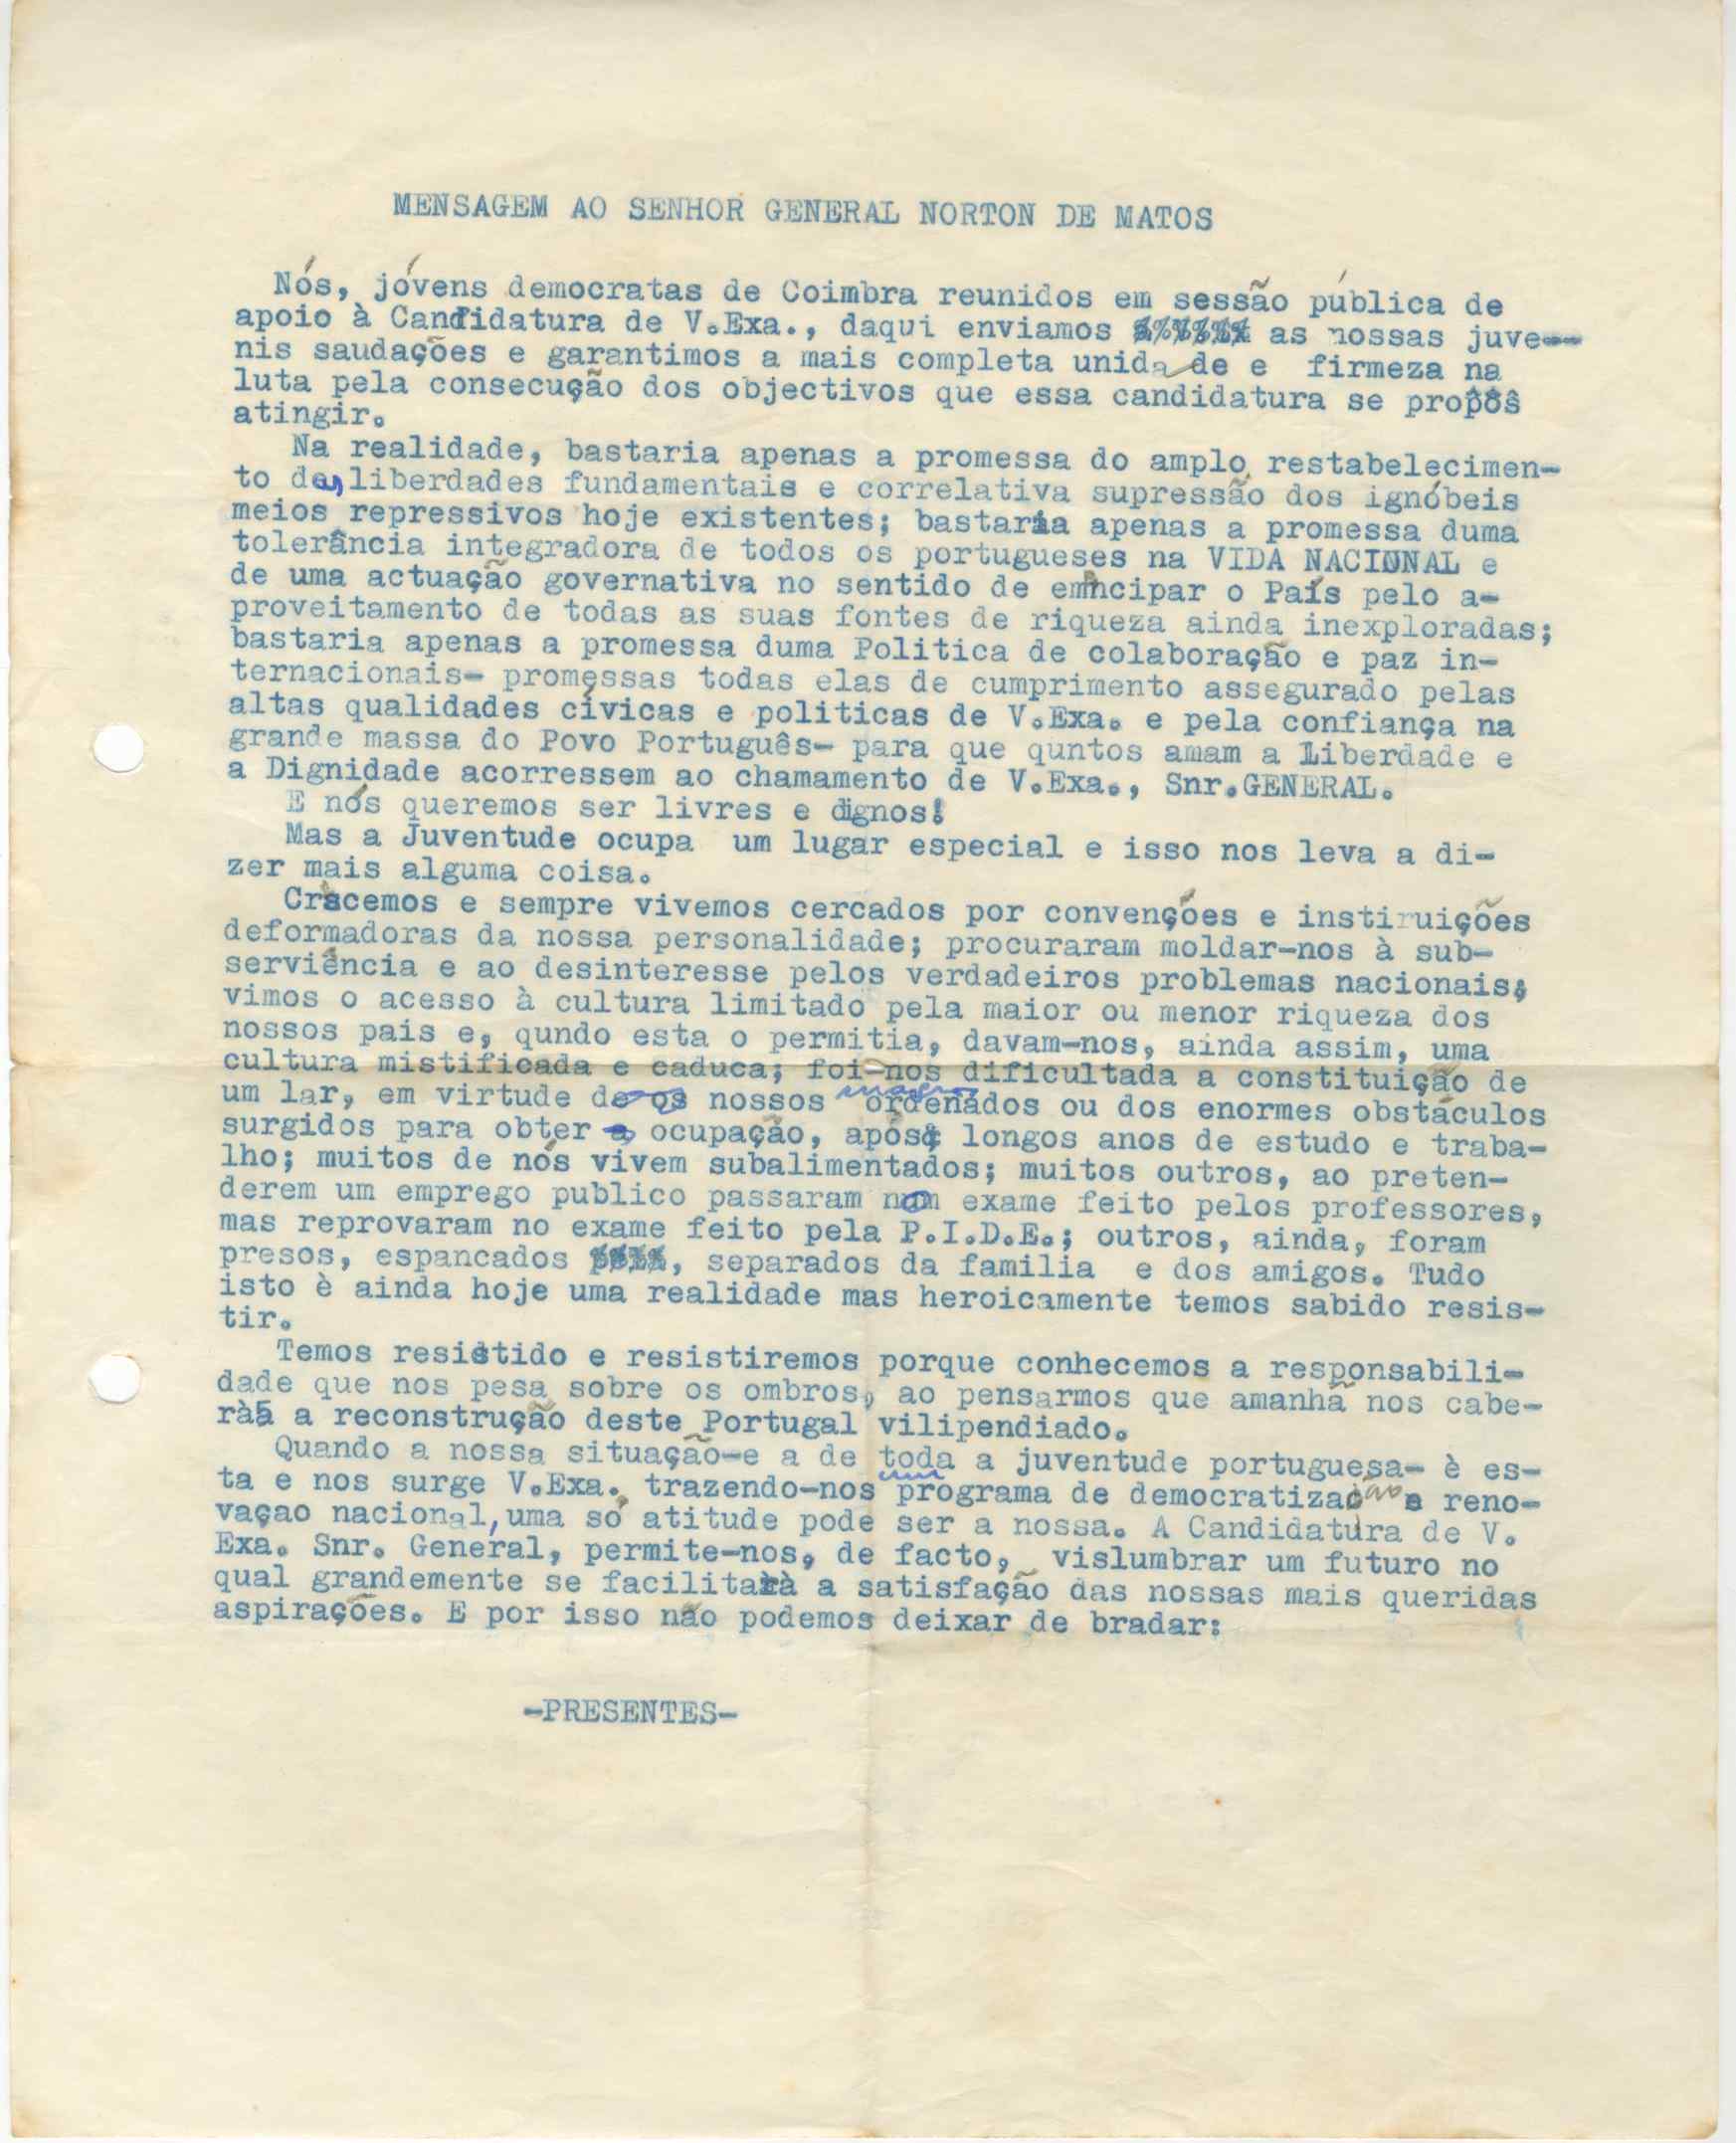 MENSAGEM AO SENHOR GENERAL NORTON DE MATOS
Nós, jóvens democratas de Coimbra reunidos em sessão pública de
apoio à Candidatura de V.Exa., daqui enviamos as nossas juve--
nis saudações e garantimos a mais completa unidade e firmeza na
luta pela consecução dos objectivos que essa candidatura se propôs
atingir.
Na realidade, bastaria apenas a promessa do amplo restabelecimen-
to das liberdades fundamentais e correlativa supressão dos ignóbeis
meios repressivos hoje existentes; bastaria apenas a promessa duma
tolerância integradora de todos os portugueses na VIDA NACIONAL e
de uma actuação governativa no sentido de emancipar o País pelo a-
proveitamento de todas as suas fontes de riqueza ainda inexploradas;
bastaria apenas a promessa duma Politica de colaboração e paz in-
ternacionais- promessas todas elas de cumprimento assegurado pelas
altas qualidades cívicas e politicas de V.Exa. e pela confiança na
grande massa do Povo Português- para que quntos amam a Liberdade e
a Dignidade acorressem ao chamamento de V.Exa., Snr.GENERAL.
E nós queremos ser livres e dignos!
Mas a Juventude ocupa um lugar especial e isso nos leva a di-
zer mais alguma coisa.
Crscemos e sempre vivemos cercados por convenções e instiruições
deformadoras da nossa personalidade; procuraram moldar-nos à sub-
serviência e ao desinteresse pelos verdadeiros problemas nacionais;
vimos o acesso à cultura limitado pela maior ou menor riqueza dos
nossos pais e, qundo esta o permitia, davam-nos, ainda assim, uma
cultura mistificada e caduca; foi-nos dificultada a constituição de
um lar, em virtude dos nossos magros ordenados ou dos enormes obstáculos
surgidos para obter ocupação, após longos anos de estudo e traba-
lho; muitos de nós vivem subalimentados; muitos outros, ao preten-
derem um emprego publico passaram no exame feito pelos professores,
mas reprovaram no exame feito pela P.I.D.E.; outros, ainda, foram
presos, espancados , separados da familia e dos amigos. Tudo
isto è ainda hoje uma realidade mas heroicamente temos sabido resis-
tir.
Temos resistido e resistiremos porque conhecemos a responsabili-
dade que nos pesa sobre os ombros, ao pensarmos que amanhã nos cabe-
rà a reconstrução deste Portugal vilipendiado.
Quando a nossa situação-e a de toda a juventude portuguesa- è es-
ta e nos surge V.Exa. trazendo-nos um programa de democratização e reno-
vaçao nacional, uma só atitude pode ser a nossa. A Candidatura de V.
Exa. Snr. General, permite-nos, de facto, vislumbrar um futuro no
qual grandemente se facilitarà a satisfação das nossas mais queridas
aspirações. E por isso não podemos deixar de bradar:
-PRESENTES-